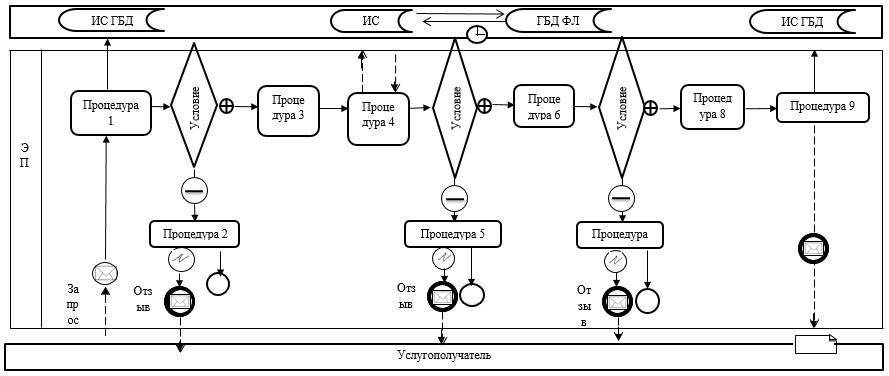 ИС ГБД
ИС
ГБД ФЛ
ИС ГБД
Процедура
1
Условие
Проце
дура 3
Проце
дура 4
Условие
Проце
дура 6
Условие
Процед
ура 8
Процедура 9
Э
П
Процедура 2
Процедура 5
Процедура
За
пр
ос
Отз
ыв
Отз
ыв
От
зы
в
Услугополучатель